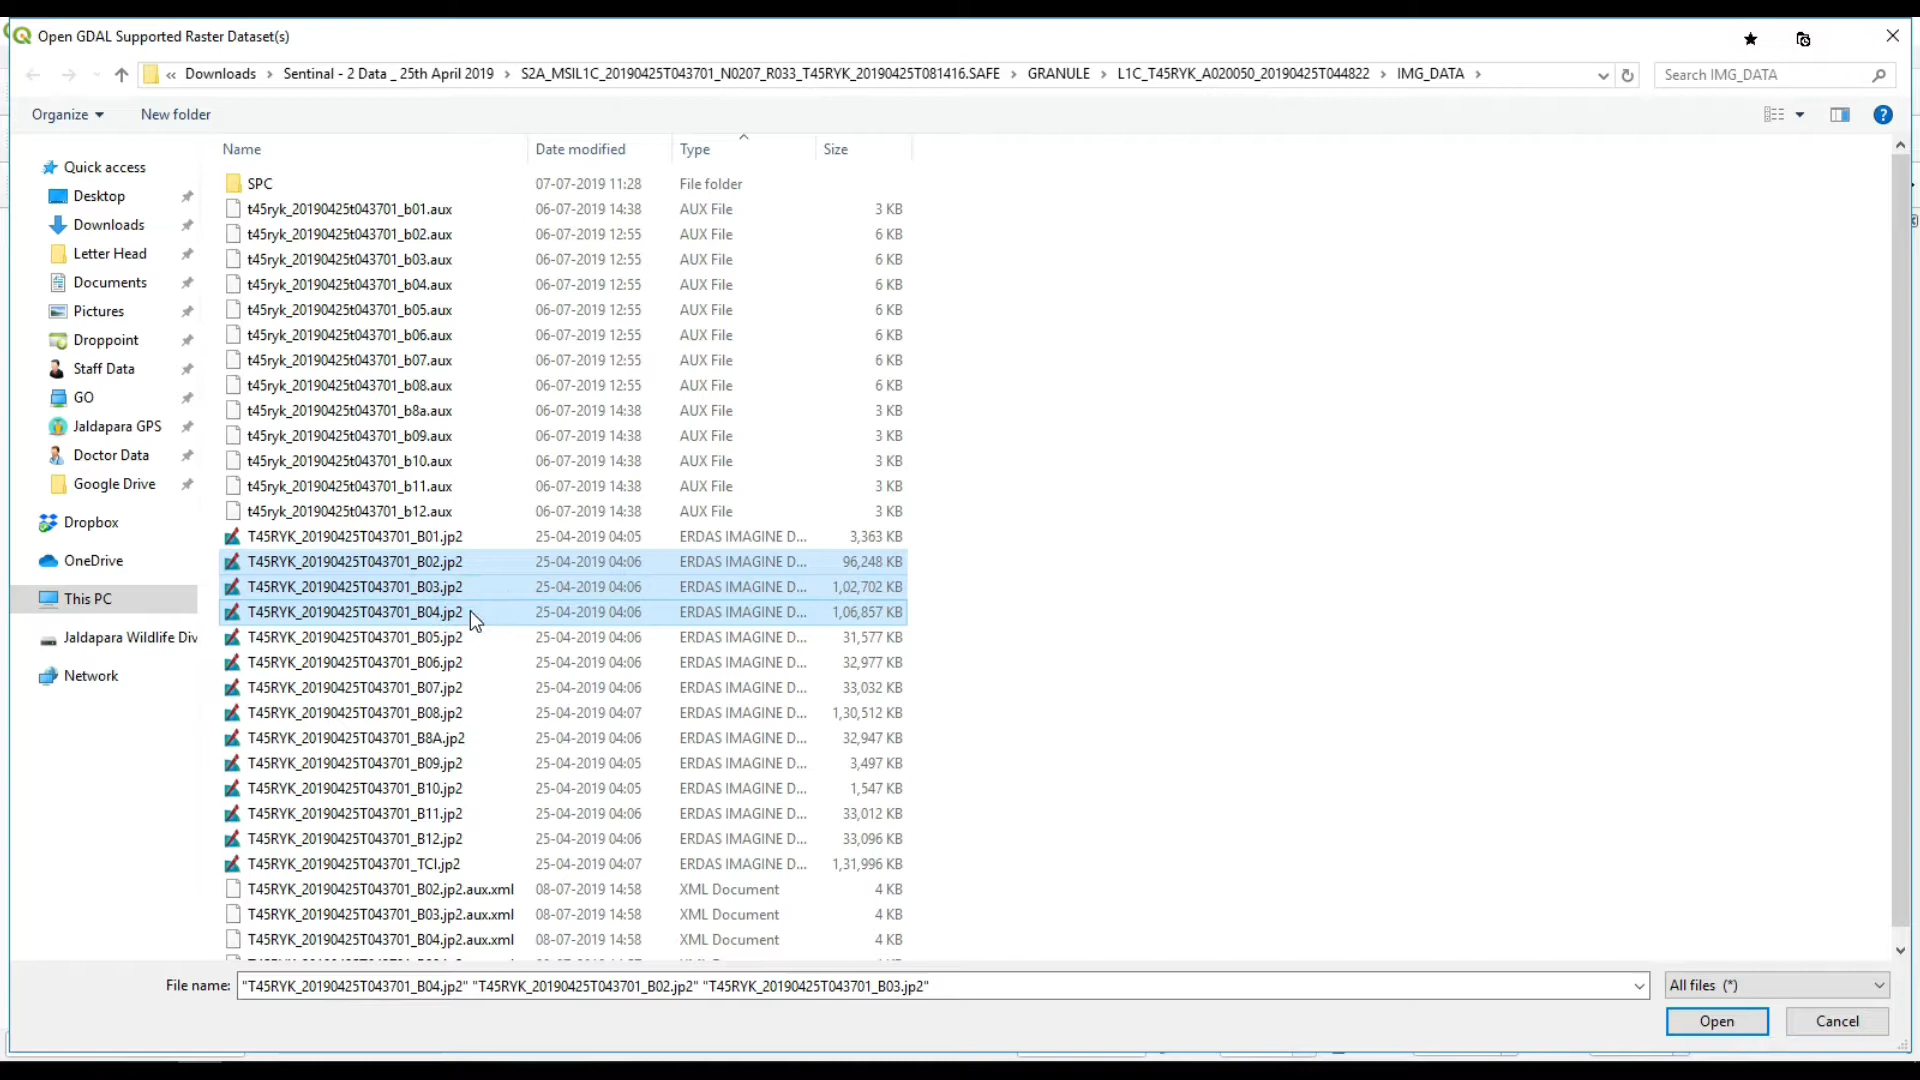 Open GDAL Supported Raster Dataset(s)
« Downloads › Sentinal - 2 Data _ 25th April 2019 › S2A_MSIL1C_20190425T043701_N0207_R033_T45RYK_20190425T081416.SAFE › GRANULE › L1C_T45RYK_A020050_20190425T044822 › IMG_DATA ›
Search IMG_DATA
Organize New folder
Name Date modified Type Size
Quick access
Desktop
Downloads
Letter Head
Documents
Pictures
Droppoint
Staff Data
GO
Jaldapara GPS
Doctor Data
Google Drive
Dropbox
OneDrive
This PC
Jaldapara Wildlife Div
Network
SPC 07-07-2019 11:28 File folder
t45ryk_20190425t043701_b01.aux 06-07-2019 14:38 AUX File 3 KB
t45ryk_20190425t043701_b02.aux 06-07-2019 12:55 AUX File 6 KB
t45ryk_20190425t043701_b03.aux 06-07-2019 12:55 AUX File 6 KB
t45ryk_20190425t043701_b04.aux 06-07-2019 12:55 AUX File 6 KB
t45ryk_20190425t043701_b05.aux 06-07-2019 12:55 AUX File 6 KB
t45ryk_20190425t043701_b06.aux 06-07-2019 12:55 AUX File 6 KB
t45ryk_20190425t043701_b07.aux 06-07-2019 12:55 AUX File 6 KB
t45ryk_20190425t043701_b08.aux 06-07-2019 12:55 AUX File 6 KB
t45ryk_20190425t043701_b8a.aux 06-07-2019 14:38 AUX File 3 KB
t45ryk_20190425t043701_b09.aux 06-07-2019 14:38 AUX File 3 KB
t45ryk_20190425t043701_b10.aux 06-07-2019 14:38 AUX File 3 KB
t45ryk_20190425t043701_b11.aux 06-07-2019 14:38 AUX File 3 KB
t45ryk_20190425t043701_b12.aux 06-07-2019 14:38 AUX File 3 KB
T45RYK_20190425T043701_B01.jp2 25-04-2019 04:05 ERDAS IMAGINE D... 3,363 KB
T45RYK_20190425T043701_B02.jp2 25-04-2019 04:06 ERDAS IMAGINE D... 96,248 KB
T45RYK_20190425T043701_B03.jp2 25-04-2019 04:06 ERDAS IMAGINE D... 1,02,702 KB
T45RYK_20190425T043701_B04.jp2 25-04-2019 04:06 ERDAS IMAGINE D... 1,06,857 KB
T45RYK_20190425T043701_B05.jp2 25-04-2019 04:06 ERDAS IMAGINE D... 31,577 KB
T45RYK_20190425T043701_B06.jp2 25-04-2019 04:06 ERDAS IMAGINE D... 32,977 KB
T45RYK_20190425T043701_B07.jp2 25-04-2019 04:06 ERDAS IMAGINE D... 33,032 KB
T45RYK_20190425T043701_B08.jp2 25-04-2019 04:07 ERDAS IMAGINE D... 1,30,512 KB
T45RYK_20190425T043701_B8A.jp2 25-04-2019 04:06 ERDAS IMAGINE D... 32,947 KB
T45RYK_20190425T043701_B09.jp2 25-04-2019 04:05 ERDAS IMAGINE D... 3,497 KB
T45RYK_20190425T043701_B10.jp2 25-04-2019 04:05 ERDAS IMAGINE D... 1,547 KB
T45RYK_20190425T043701_B11.jp2 25-04-2019 04:06 ERDAS IMAGINE D... 33,012 KB
T45RYK_20190425T043701_B12.jp2 25-04-2019 04:06 ERDAS IMAGINE D... 33,096 KB
T45RYK_20190425T043701_TCI.jp2 25-04-2019 04:07 ERDAS IMAGINE D... 1,31,996 KB
T45RYK_20190425T043701_B02.jp2.aux.xml 08-07-2019 14:58 XML Document 4 KB
T45RYK_20190425T043701_B03.jp2.aux.xml 08-07-2019 14:58 XML Document 4 KB
T45RYK_20190425T043701_B04.jp2.aux.xml 08-07-2019 14:58 XML Document 4 KB
File name: "T45RYK_20190425T043701_B04.jp2" "T45RYK_20190425T043701_B02.jp2" "T45RYK_20190425T043701_B03.jp2"
All files (*)
Open Cancel